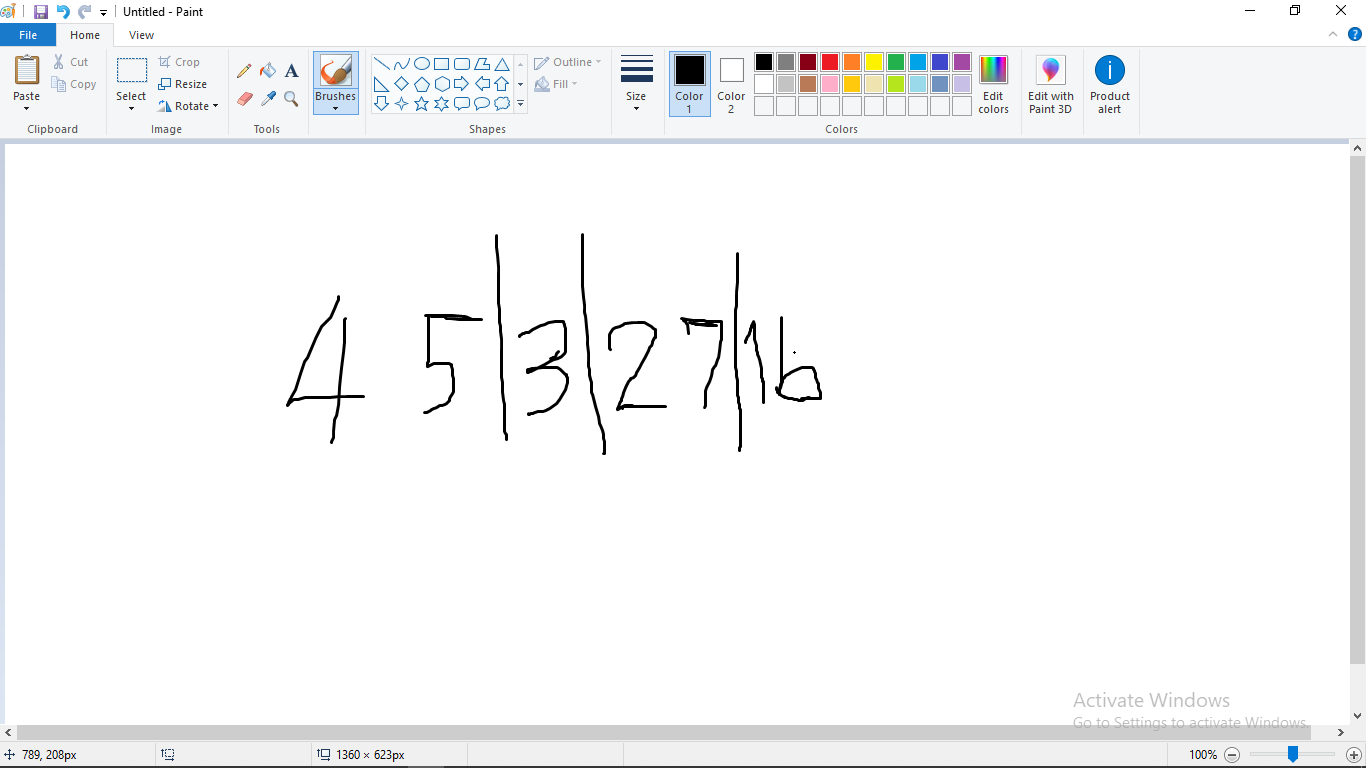 Untitled - Paint
File Home View
Paste Cut Copy Clipboard
Select Crop Resize Rotate Image
Tools
Brushes
Shapes
Outline Fill
Size
Color 1 Color 2 Edit colors Colors
Edit with Paint 3D
Product alert
4 5 | 3 | 2 7 | 16
Activate Windows
Go to Settings to activate Windows.
789, 208px 1360 × 623px 100%